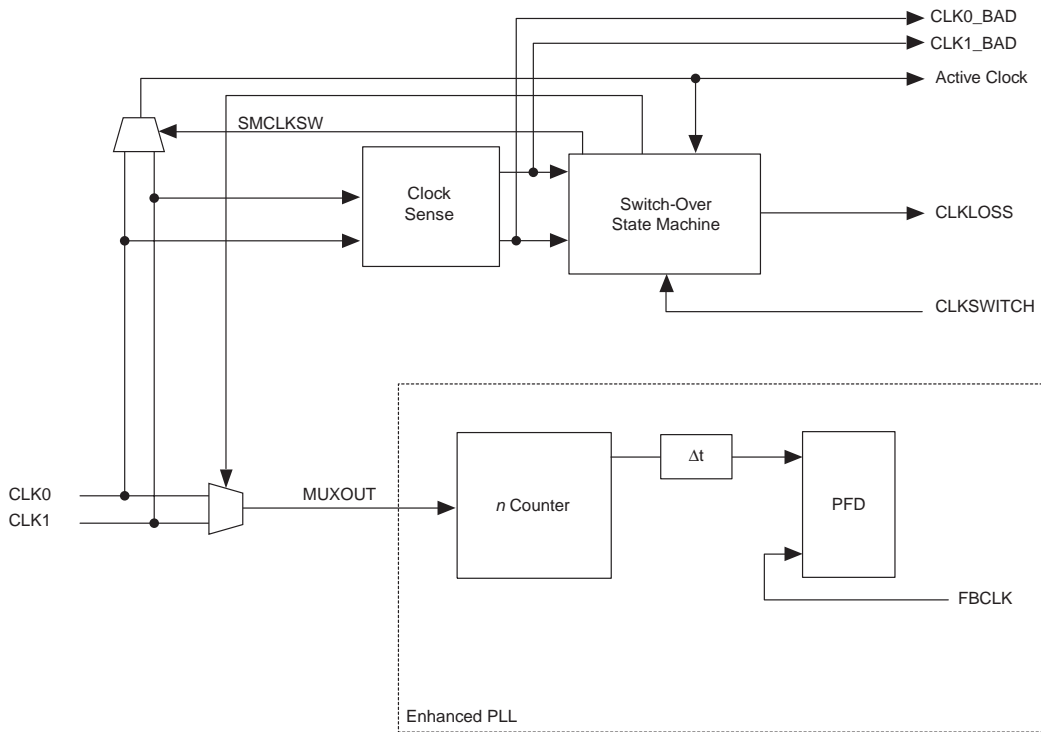 CLK0_BAD
CLK1_BAD
Active Clock
SMCLKSW
Clock
Sense
Switch-Over
State Machine
CLKLOSS
CLKSWITCH
CLK0
CLK1
MUXOUT
n Counter
Δt
PFD
FBCLK
Enhanced PLL